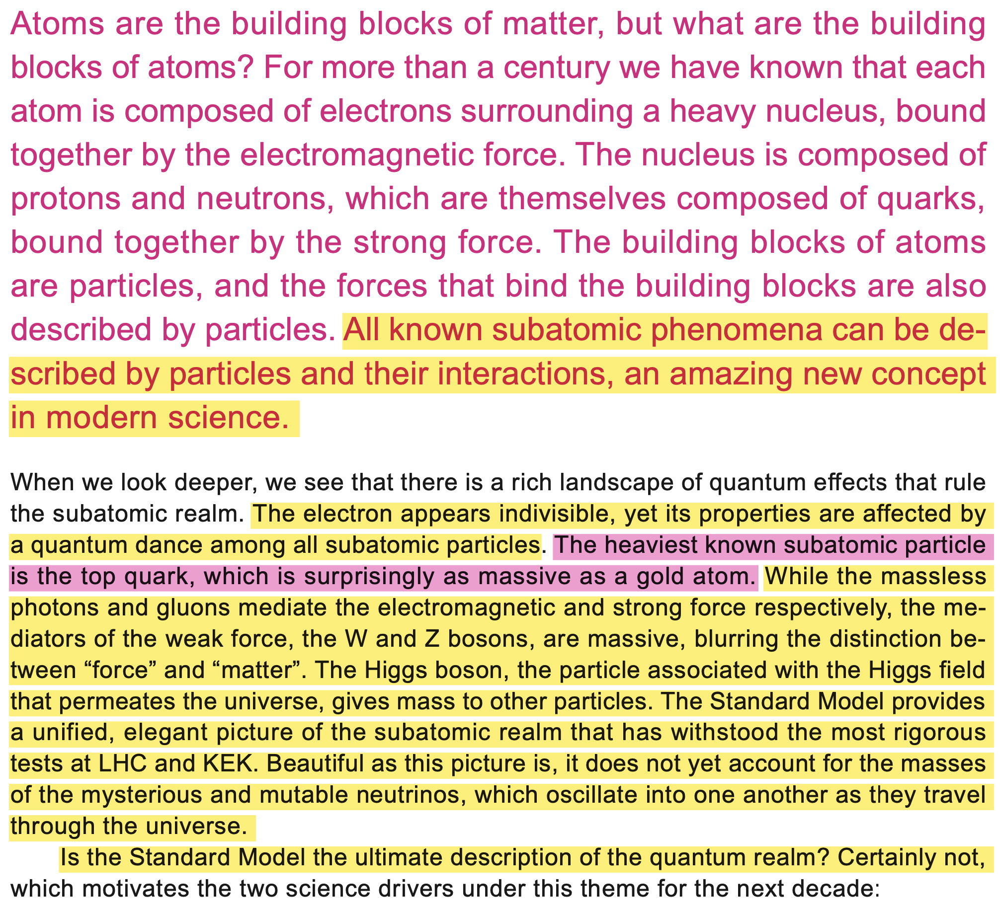 Atoms are the building blocks of matter, but what are the building
blocks of atoms? For more than a century we have known that each
atom is composed of electrons surrounding a heavy nucleus, bound
together by the electromagnetic force. The nucleus is composed of
protons and neutrons, which are themselves composed of quarks,
bound together by the strong force. The building blocks of atoms
are particles, and the forces that bind the building blocks are also
described by particles. All known subatomic phenomena can be de-
scribed by particles and their interactions, an amazing new concept
in modern science.
When we look deeper, we see that there is a rich landscape of quantum effects that rule
the subatomic realm. The electron appears indivisible, yet its properties are affected by
a quantum dance among all subatomic particles. The heaviest known subatomic particle
is the top quark, which is surprisingly as massive as a gold atom. While the massless
photons and gluons mediate the electromagnetic and strong force respectively, the me-
diators of the weak force, the W and Z bosons, are massive, blurring the distinction be-
tween “force” and “matter”. The Higgs boson, the particle associated with the Higgs field
that permeates the universe, gives mass to other particles. The Standard Model provides
a unified, elegant picture of the subatomic realm that has withstood the most rigorous
tests at LHC and KEK. Beautiful as this picture is, it does not yet account for the masses
of the mysterious and mutable neutrinos, which oscillate into one another as they travel
through the universe.
Is the Standard Model the ultimate description of the quantum realm? Certainly not,
which motivates the two science drivers under this theme for the next decade: